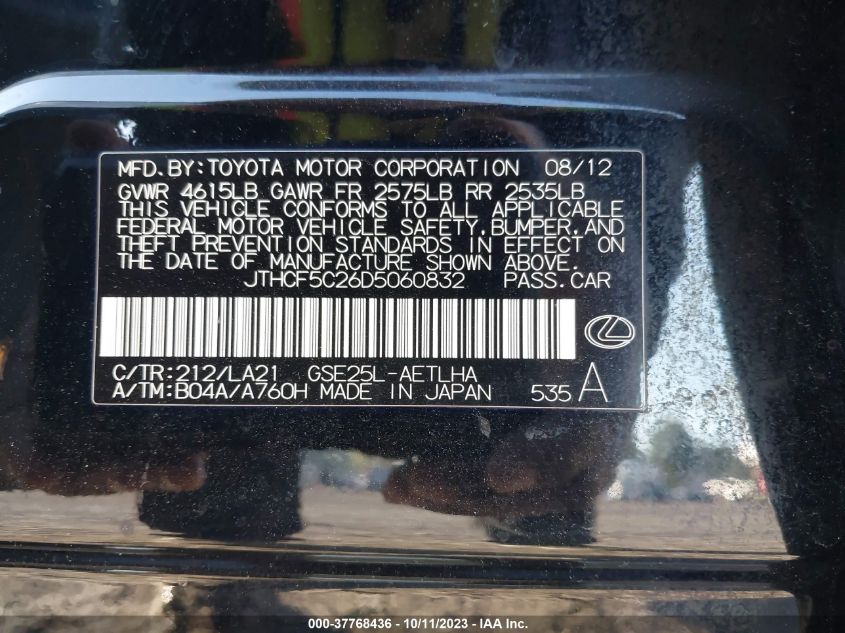 MFD.BY:TOYOTA MOTOR CORPORATION 08/12
GVWR 4615LB GAWR FR 2575LB RR 2535LB
THIS VEHICLE CONFORMS TO ALL APPLICABLE
FEDERAL MOTOR VEHICLE SAFETY,BUMPER,AND
THEFT PREVENTION STANDARDS IN EFFECT ON
THE DATE OF MANUFACTURE SHOWN ABOVE.
JTHCF5C26D5060832 PASS.CAR
C/TR:212/LA21 GSE25L-AETLHA
A/TM:B04A/A760H MADE IN JAPAN 535 A
000-37768436 - 10/11/2023 - IAA Inc.